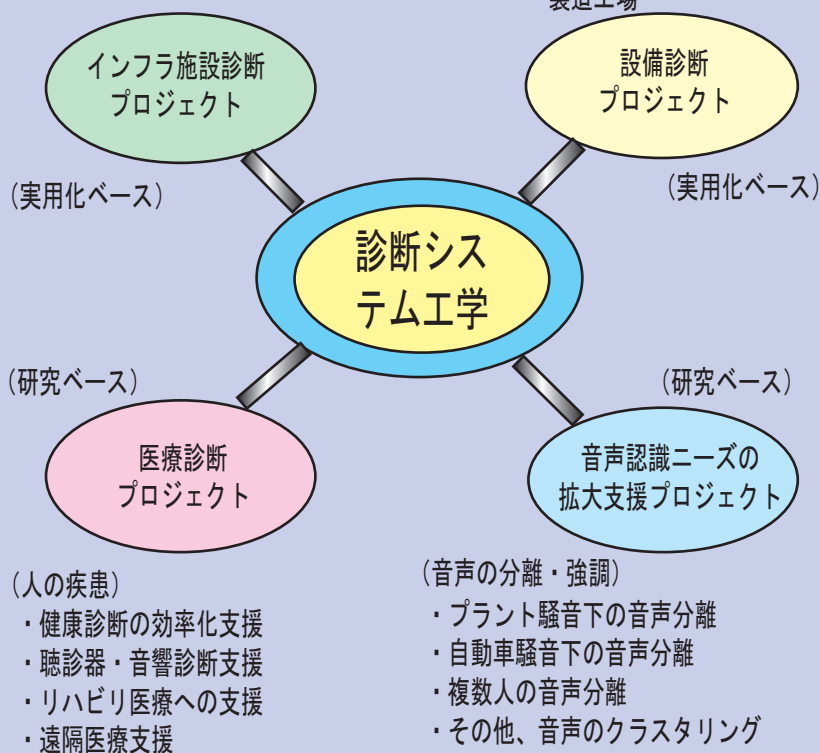 製造工場
インフラ施設診断
プロジェクト
設備診断
プロジェクト
(実用化ベース)
(実用化ベース)
診断シス
テム工学
(研究ベース)
(研究ベース)
医療診断
プロジェクト
音声認識ニーズの
拡大支援プロジェクト
(人の疾患)
・健康診断の効率化支援
・聴診器・音響診断支援
・リハビリ医療への支援
・遠隔医療支援
(音声の分離・強調)
・プラント騒音下の音声分離
・自動車騒音下の音声分離
・複数人の音声分離
・その他、音声のクラスタリング